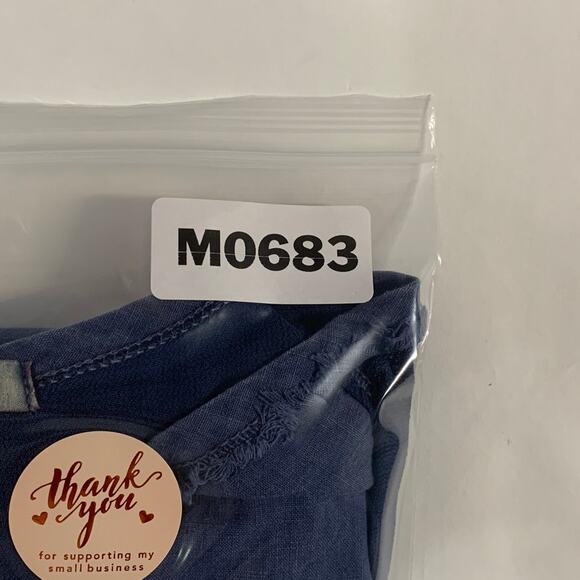 M0683
thank
you
for supporting my
small business